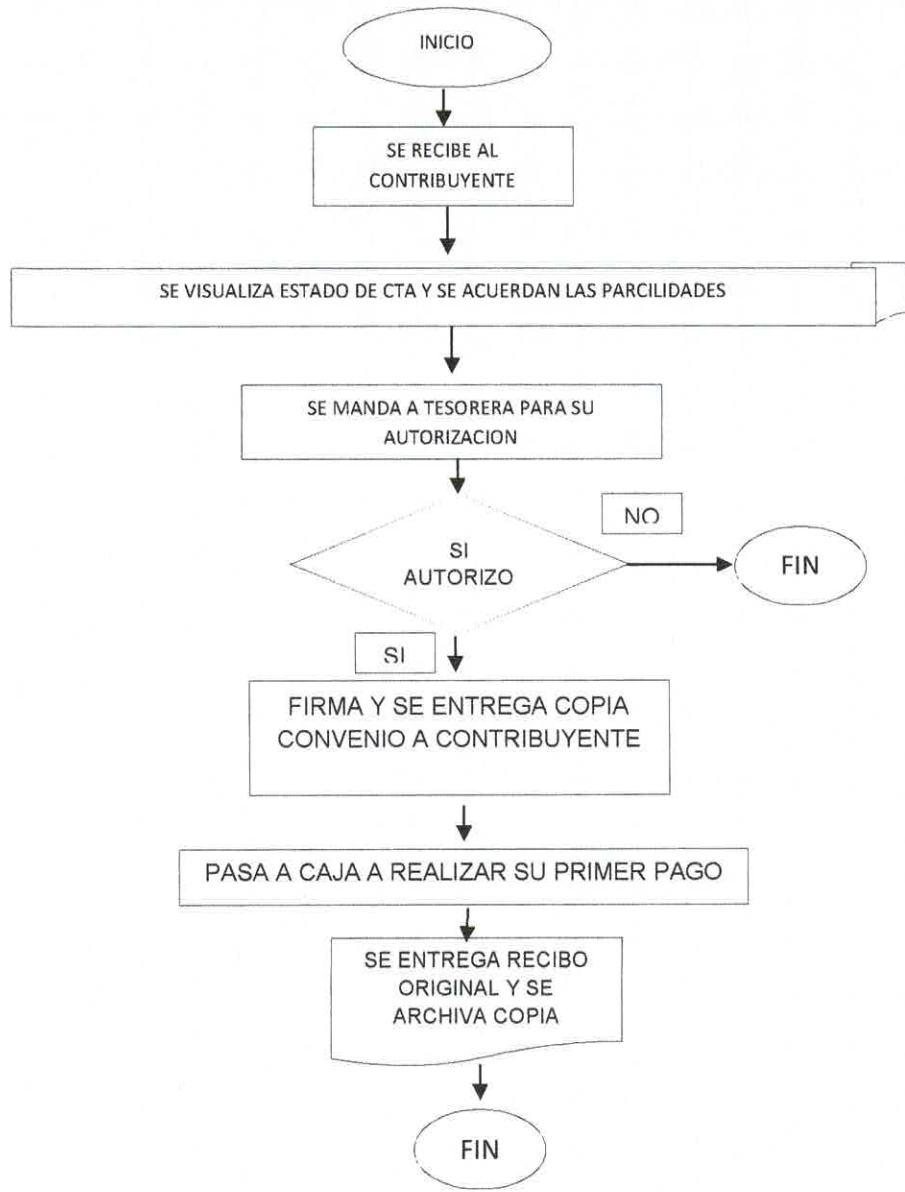 INICIO
SE RECIBE AL
CONTRIBUYENTE
SE VISUALIZA ESTADO DE CTA Y SE ACUERDAN LAS PARCILIDADES
SE MANDA A TESORERA PARA SU
AUTORIZACION
NO
SI
AUTORIZO
FIN
SI
FIRMA Y SE ENTREGA COPIA
CONVENIO A CONTRIBUYENTE
PASA A CAJA A REALIZAR SU PRIMER PAGO
SE ENTREGA RECIBO
ORIGINAL Y SE
ARCHIVA COPIA
FIN